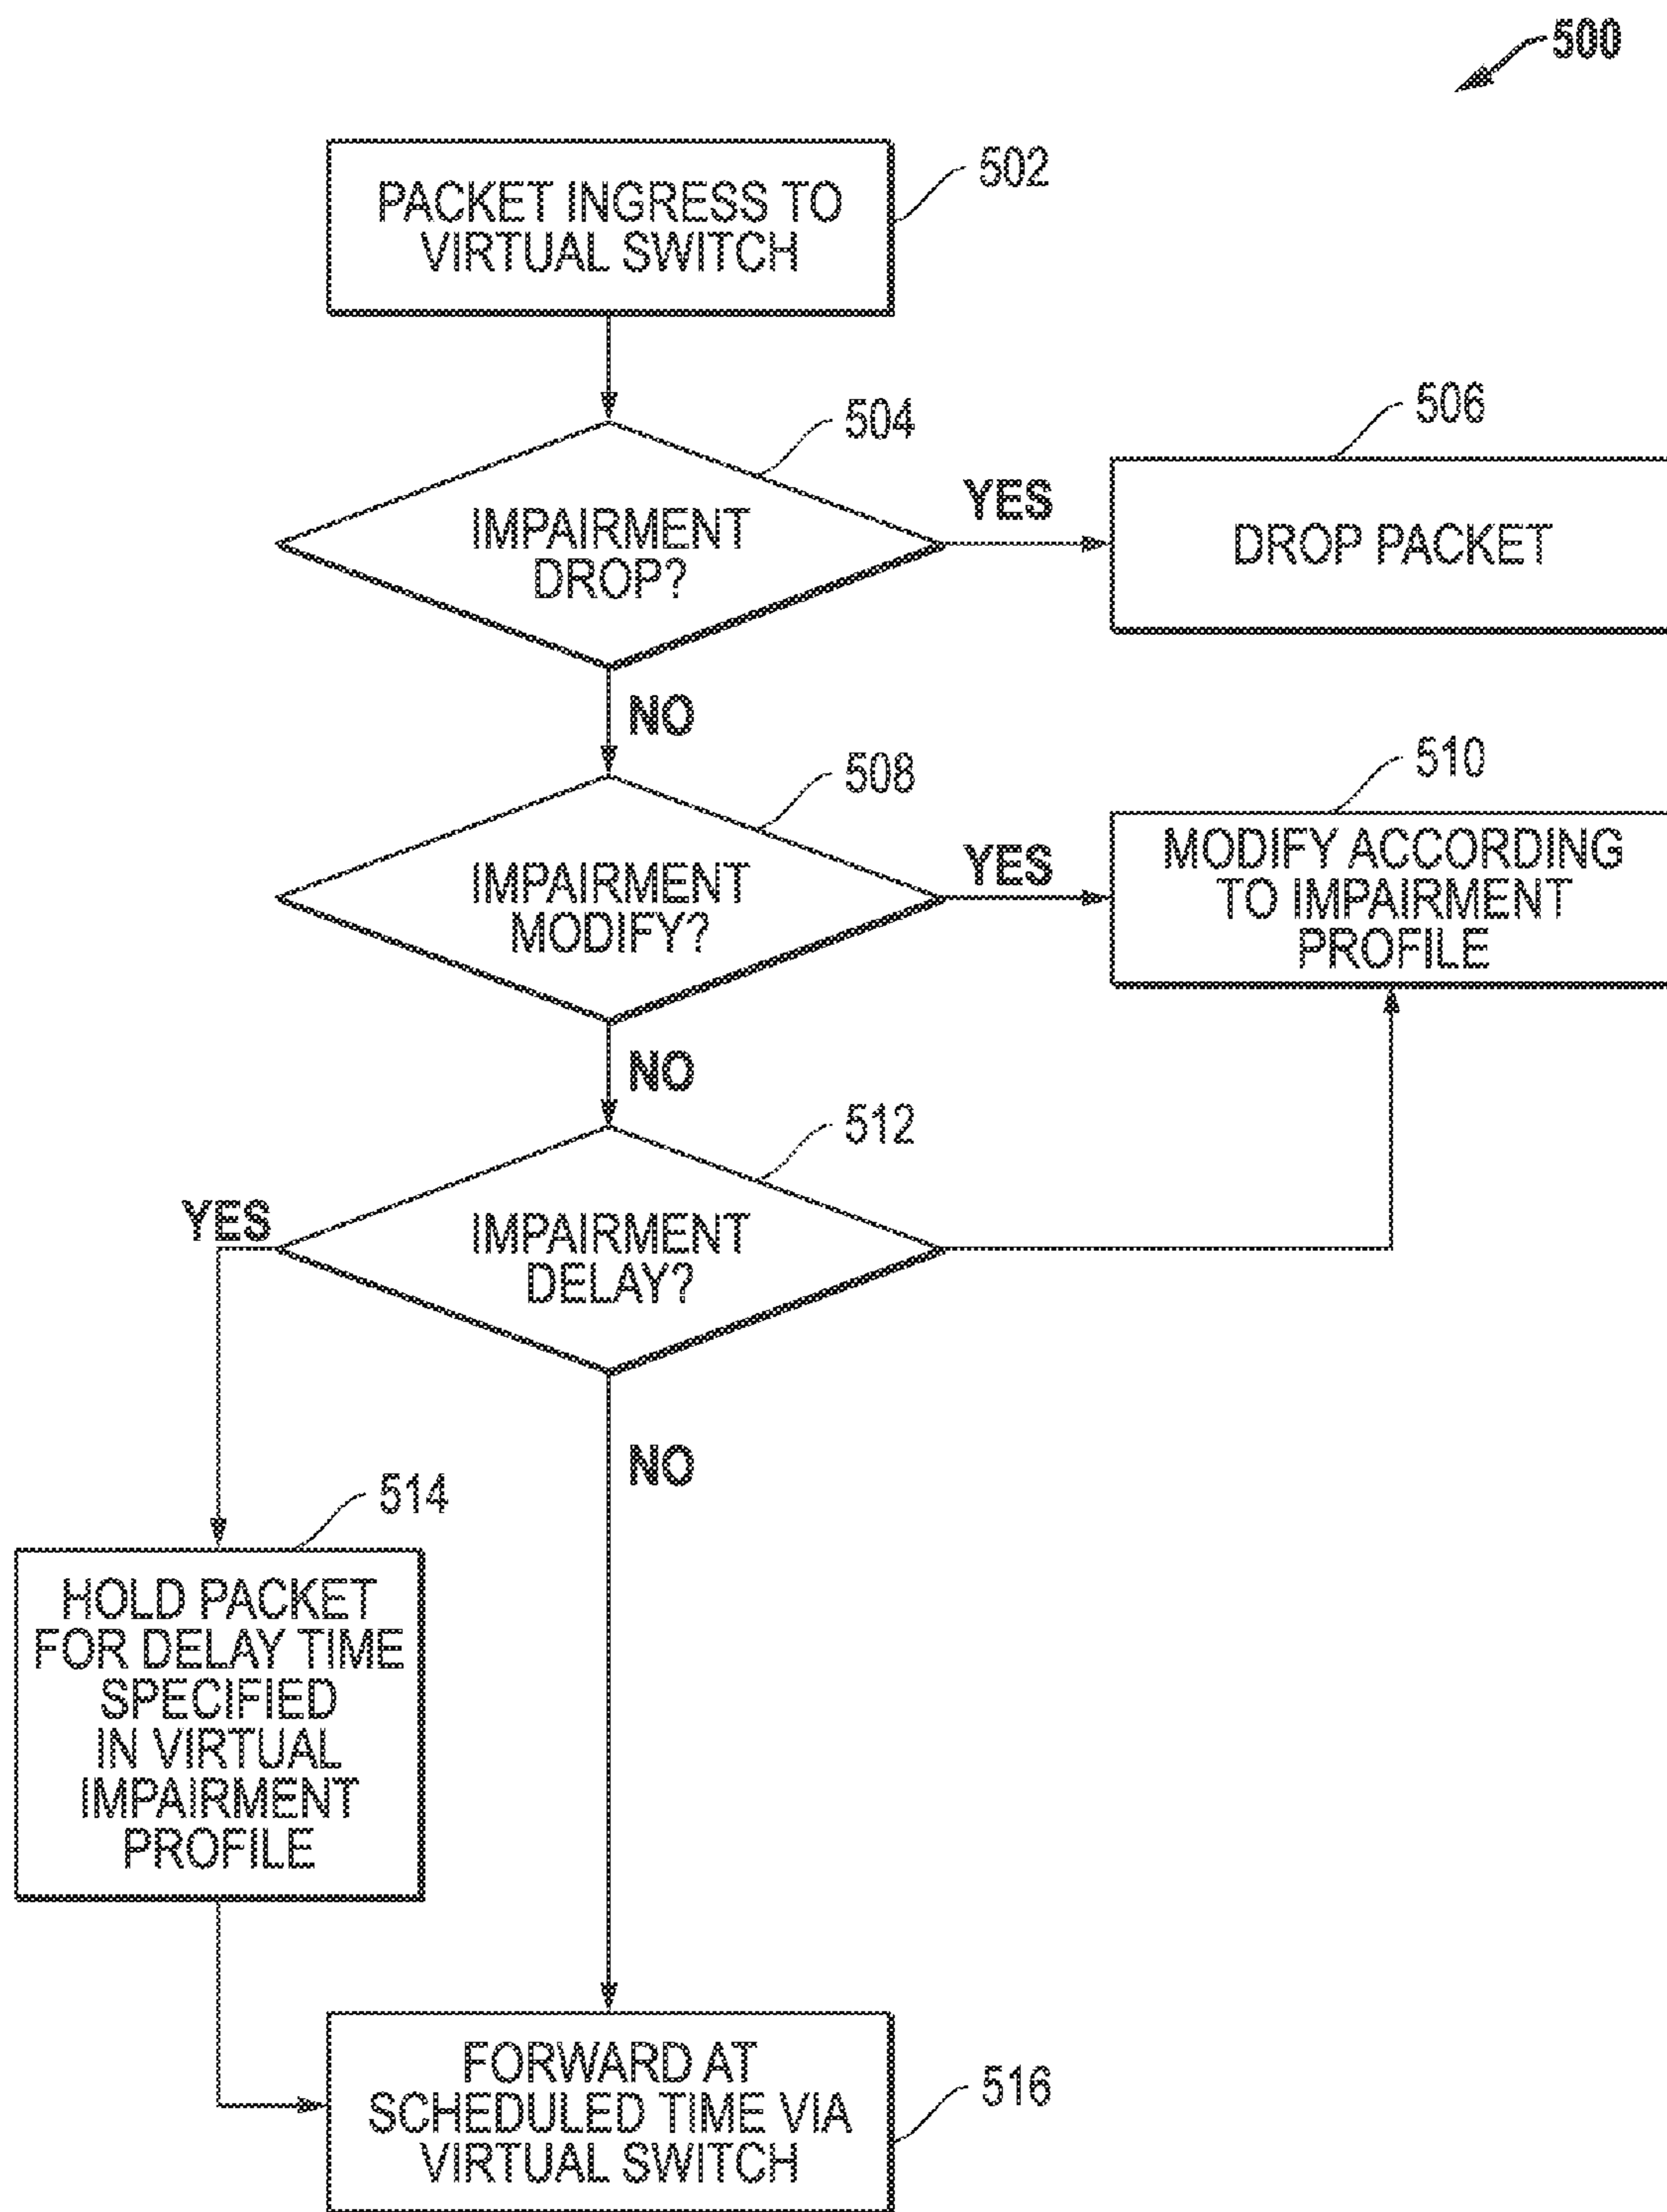 500
PACKET INGRESS TO
VIRTUAL SWITCH
502
IMPAIRMENT
DROP?
504
YES
506
DROP PACKET
NO
IMPAIRMENT
MODIFY?
508
YES
510
MODIFY ACCORDING
TO IMPAIRMENT
PROFILE
NO
512
YES
IMPAIRMENT
DELAY?
NO
514
HOLD PACKET
FOR DELAY TIME
SPECIFIED
IN VIRTUAL
IMPAIRMENT
PROFILE
FORWARD AT
SCHEDULED TIME VIA
VIRTUAL SWITCH
516